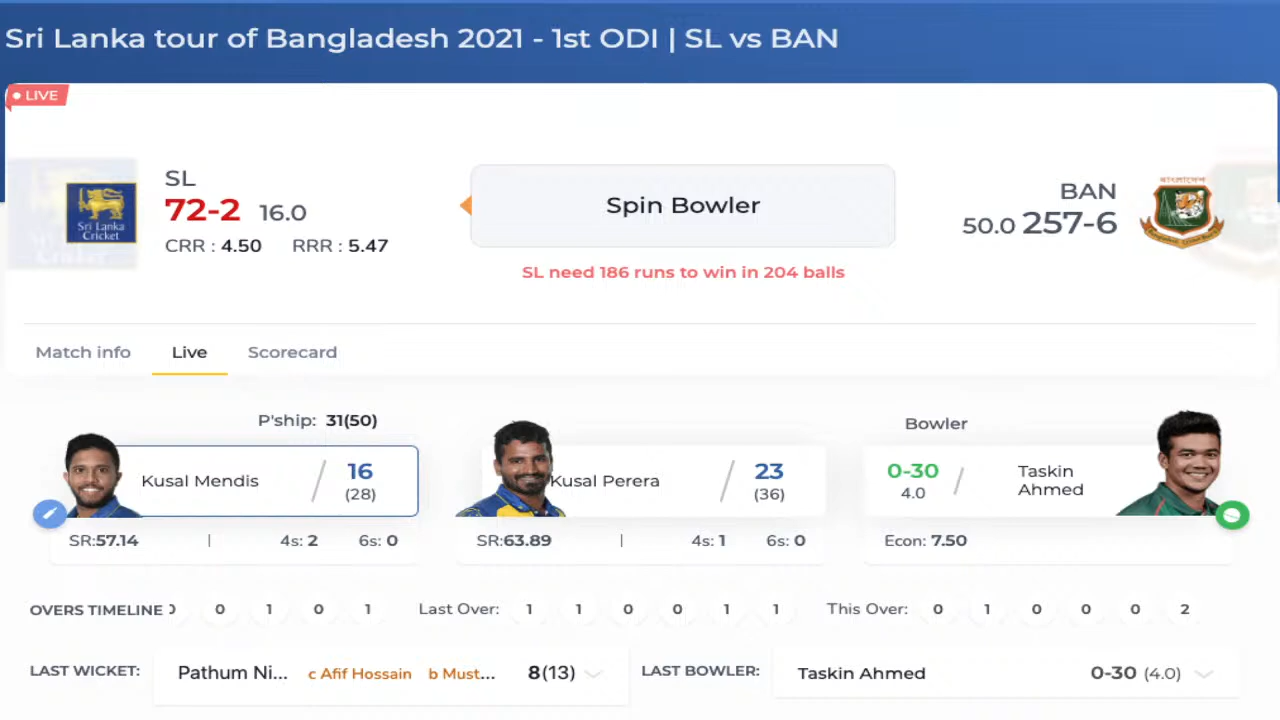 Sri Lanka tour of Bangladesh 2021 - 1st ODI | SL vs BAN
LIVE
Sri Lanka
Cricket
SL
72-2 16.0
CRR : 4.50 RRR : 5.47
Spin Bowler
SL need 186 runs to win in 204 balls
BAN
50.0 257-6
বাংলাদেশ
Match info Live Scorecard
P'ship: 31(50)
Kusal Mendis / 16
(28)
SR:57.14 | 4s: 2 6s: 0
Kusal Perera / 23
(36)
SR:63.89 | 4s: 1 6s: 0
Bowler
0-30 / Taskin
4.0 Ahmed
Econ: 7.50
OVERS TIMELINE 0 0 1 0 1 Last Over: 1 1 0 0 1 1 This Over: 0 1 0 0 0 2
LAST WICKET: Pathum Ni... c Afif Hossain b Must... 8(13) LAST BOWLER: Taskin Ahmed 0-30 (4.0)